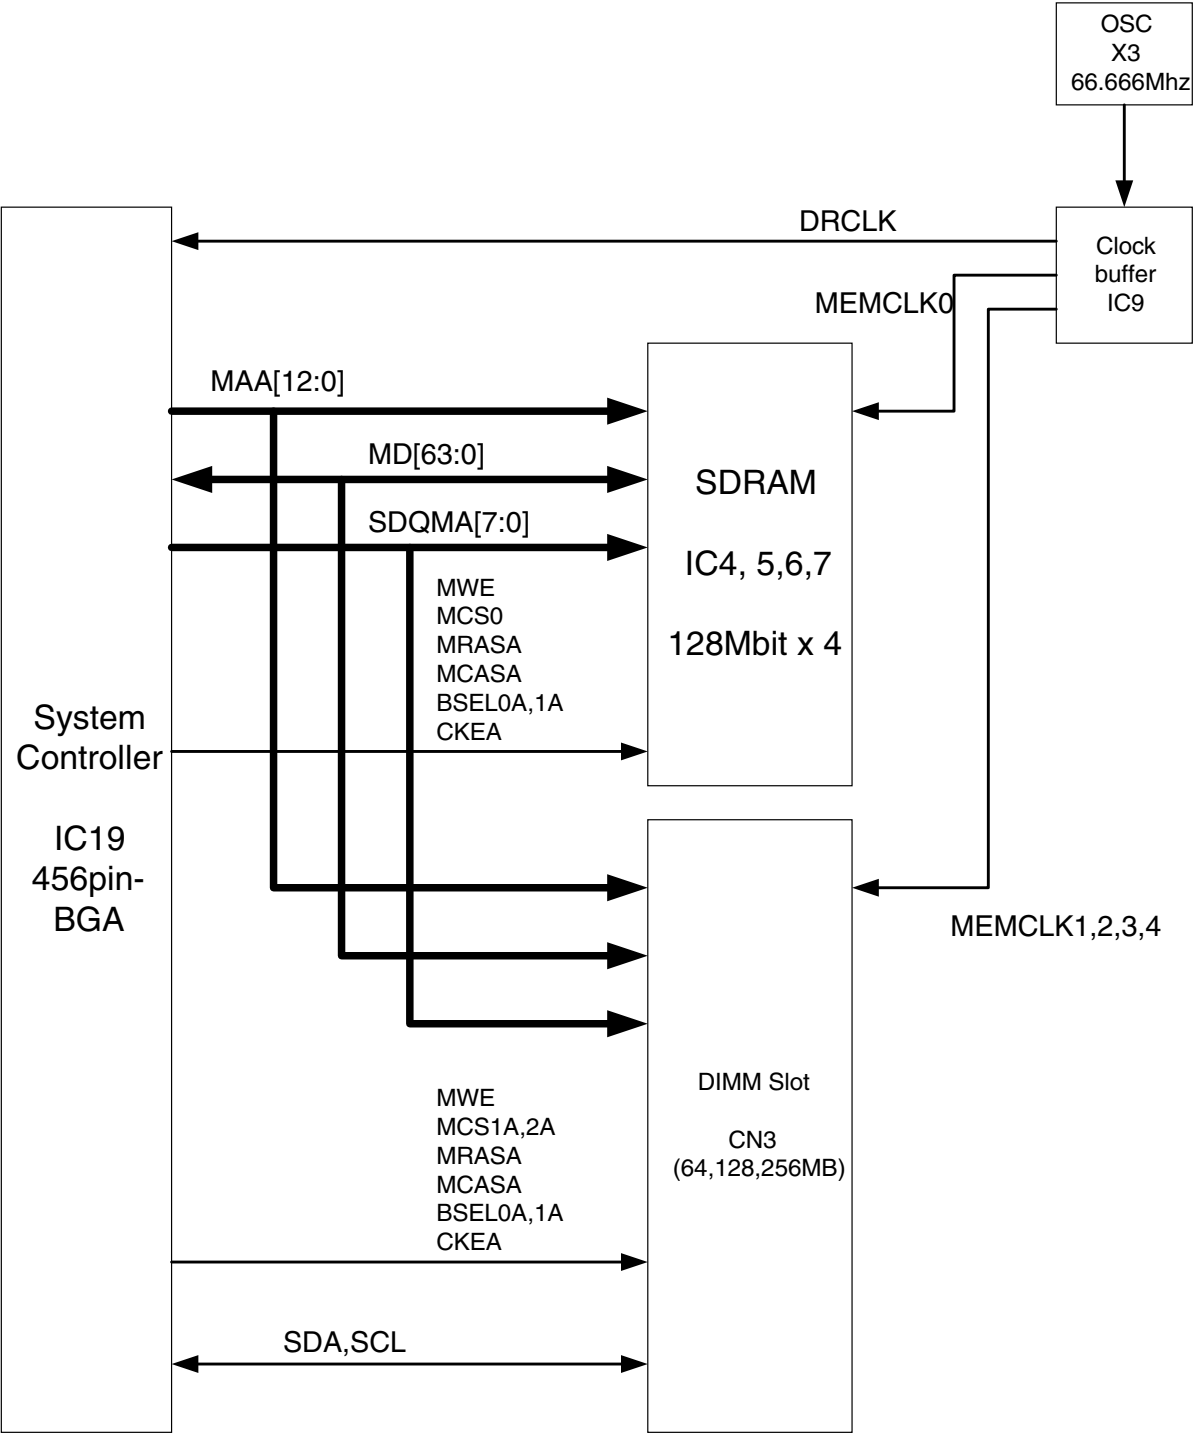 OSC
X3
66.666Mhz
DRCLK
Clock
buffer
IC9
MEMCLK0
MAA[12:0]
MD[63:0]
SDQMA[7:0]
SDRAM
IC4, 5,6,7
128Mbit x 4
MWE
MCS0
MRASA
MCASA
BSEL0A,1A
CKEA
System
Controller
IC19
456pin-
BGA
MEMCLK1,2,3,4
DIMM Slot
CN3
(64,128,256MB)
MWE
MCS1A,2A
MRASA
MCASA
BSEL0A,1A
CKEA
SDA,SCL